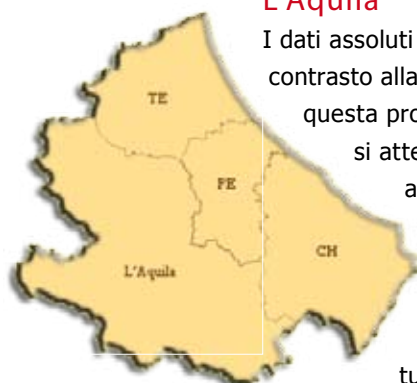 L'Aquila
I dati assoluti
contrasto alla
questa pro
si atte
a
tu
TE
PE
CH
L'Aquila